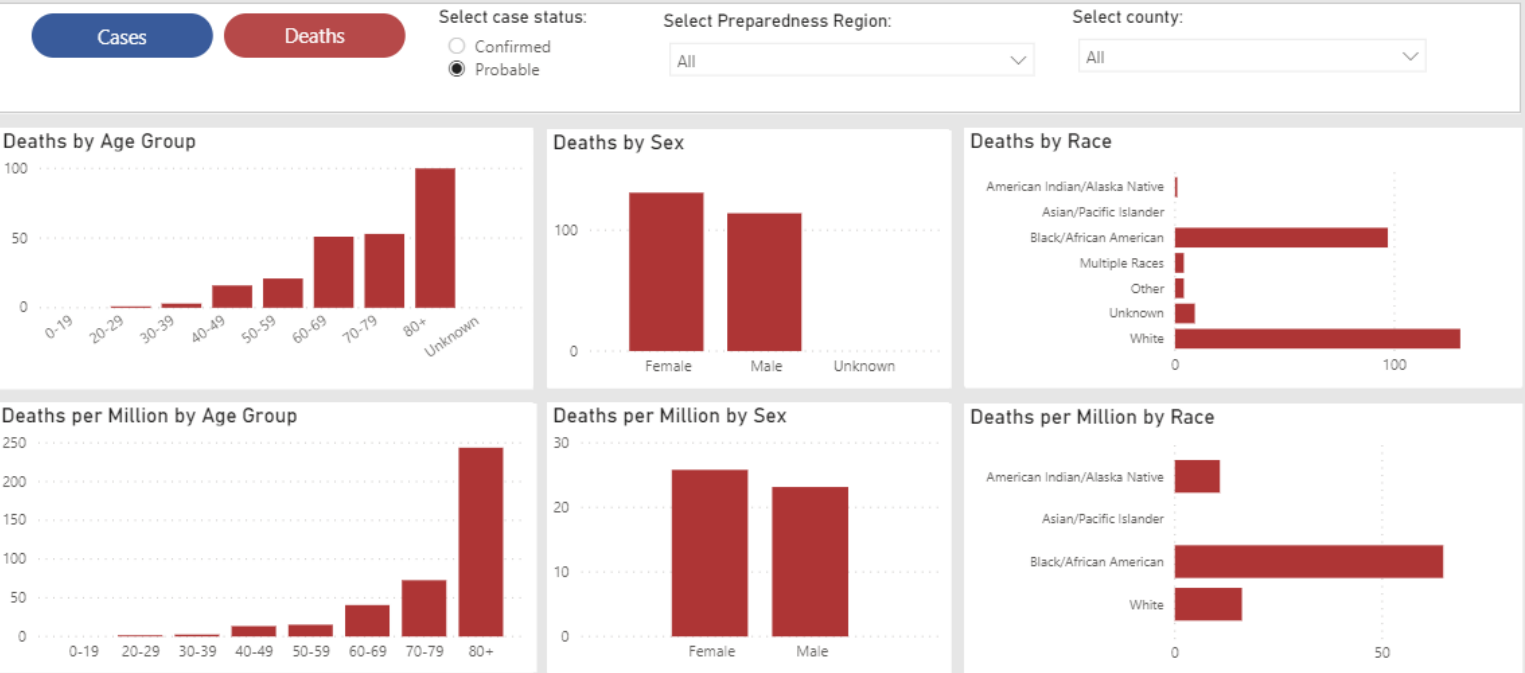 Cases
Deaths
Select case status:
Confirmed
Probable
Select Preparedness Region:
All
Select county:
All
Deaths by Age Group
100
50
0
0-19
20-29
30-39
40-49
50-59
60-69
70-79
80+
Unknown
Deaths by Sex
100
0
Female
Male
Unknown
Deaths by Race
American Indian/Alaska Native
Asian/Pacific Islander
Black/African American
Multiple Races
Other
Unknown
White
0
100
Deaths per Million by Age Group
250
200
150
100
50
0
0-19
20-29
30-39
40-49
50-59
60-69
70-79
80+
Deaths per Million by Sex
30
20
10
0
Female
Male
Deaths per Million by Race
American Indian/Alaska Native
Asian/Pacific Islander
Black/African American
White
0
50